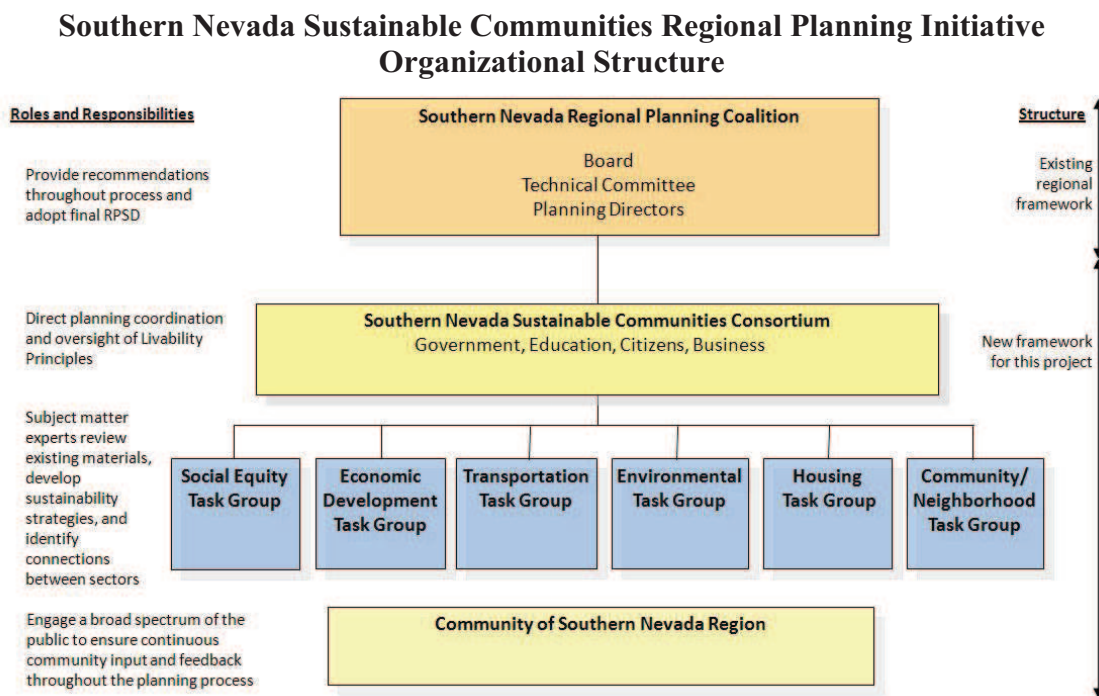 Southern Nevada Sustainable Communities Regional Planning Initiative
Organizational Structure
Roles and Responsibilities
Structure
Southern Nevada Regional Planning Coalition
Board
Technical Committee
Planning Directors
Provide recommendations
throughout process and
adopt final RPSD
Existing
regional
framework
Direct planning coordination
and oversight of Livability
Principles
Southern Nevada Sustainable Communities Consortium
Government, Education, Citizens, Business
New framework
for this project
Subject matter
experts review
existing materials,
develop
sustainability
strategies, and
identify
connections
between sectors
Social Equity
Task Group
Economic
Development
Task Group
Transportation
Task Group
Environmental
Task Group
Housing
Task Group
Community/
Neighborhood
Task Group
Engage a broad spectrum of the
public to ensure continuous
community input and feedback
throughout the planning process
Community of Southern Nevada Region